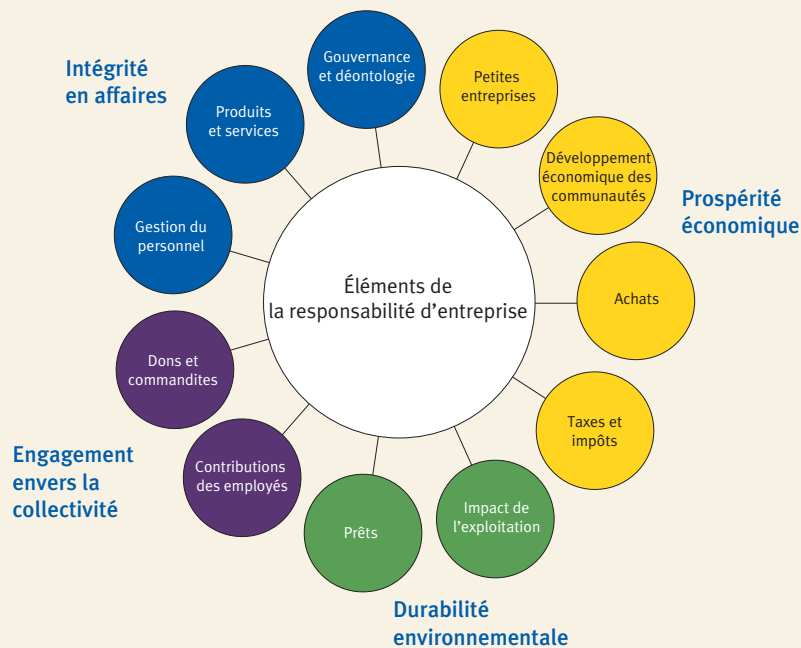 Intégrité
en affaires
Gouvernance
et déontologie
Petites
entreprises
Produits
et services
Développement
économique des
communautés
Prospérité
économique
Gestion du
personnel
Éléments de
la responsabilité d’entreprise
Achats
Dons et
commandites
Taxes et
impôts
Engagement
envers la
collectivité
Contributions
des employés
Prêts
Impact de
l’exploitation
Durabilité
environnementale